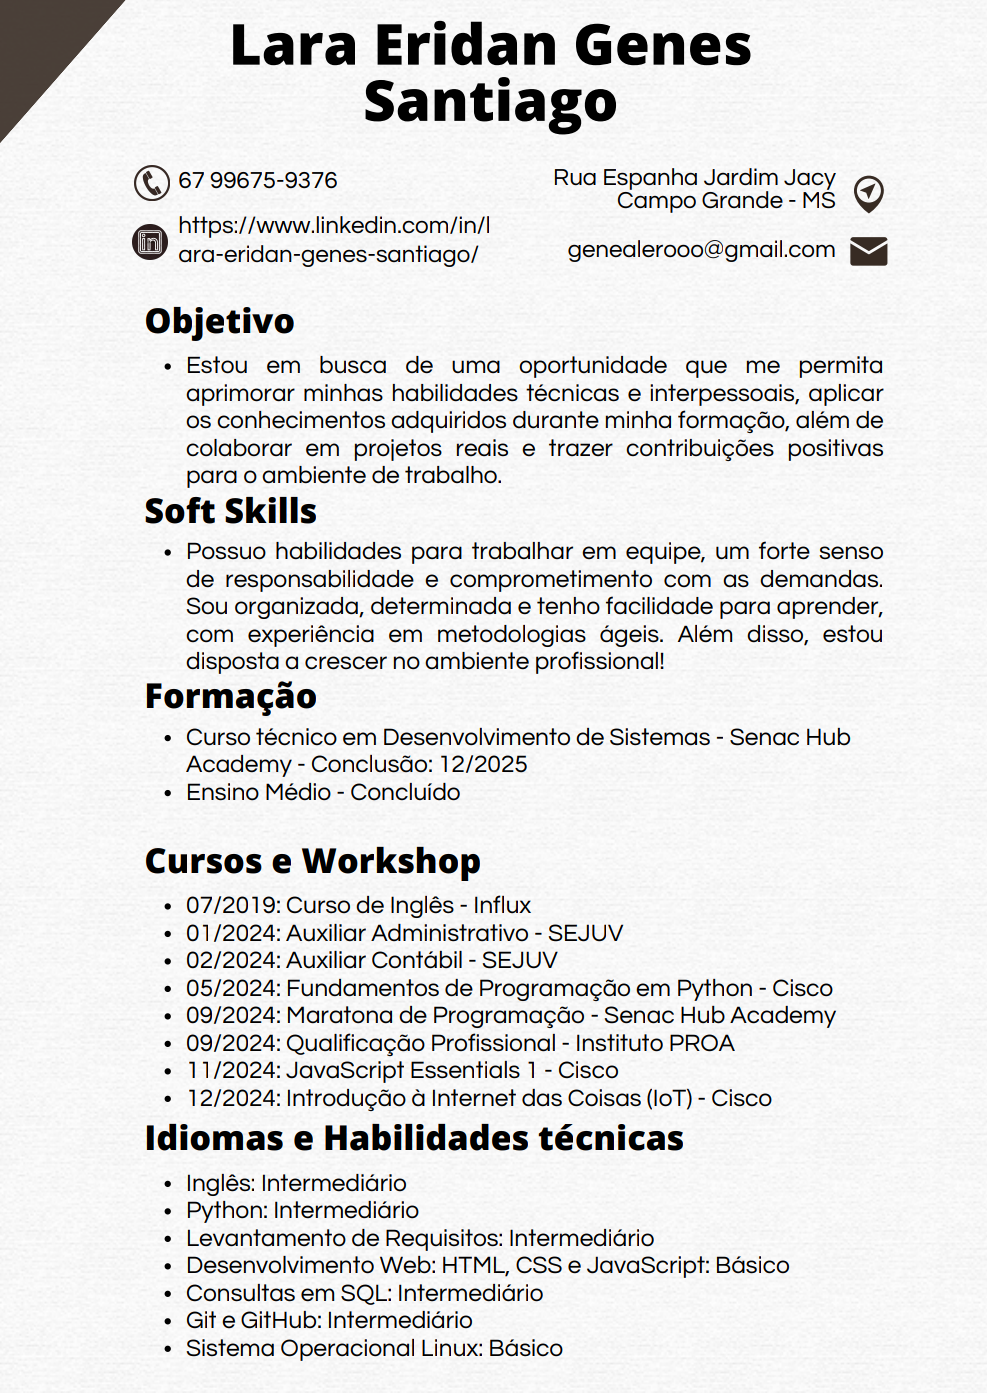 Lara Eridan Genes
Santiago
67 99675-9376
https://www.linkedin.com/in/l
ara-eridan-genes-santiago/
Rua Espanha Jardim Jacy
Campo Grande - MS
genealerooo@gmail.com
Objetivo
• Estou em busca de uma oportunidade que me permita
aprimorar minhas habilidades técnicas e interpessoais, aplicar
os conhecimentos adquiridos durante minha formação, além de
colaborar em projetos reais e trazer contribuições positivas
para o ambiente de trabalho.
Soft Skills
• Possuo habilidades para trabalhar em equipe, um forte senso
de responsabilidade e comprometimento com as demandas.
Sou organizada, determinada e tenho facilidade para aprender,
com experiência em metodologias ágeis. Além disso, estou
disposta a crescer no ambiente profissional!
Formação
• Curso técnico em Desenvolvimento de Sistemas - Senac Hub
Academy - Conclusão: 12/2025
• Ensino Médio - Concluído
Cursos e Workshop
• 07/2019: Curso de Inglês - Influx
• 01/2024: Auxiliar Administrativo - SEJUV
• 02/2024: Auxiliar Contábil - SEJUV
• 05/2024: Fundamentos de Programação em Python - Cisco
• 09/2024: Maratona de Programação - Senac Hub Academy
• 09/2024: Qualificação Profissional - Instituto PROA
• 11/2024: JavaScript Essentials 1 - Cisco
• 12/2024: Introdução à Internet das Coisas (IoT) - Cisco
Idiomas e Habilidades técnicas
• Inglês: Intermediário
• Python: Intermediário
• Levantamento de Requisitos: Intermediário
• Desenvolvimento Web: HTML, CSS e JavaScript: Básico
• Consultas em SQL: Intermediário
• Git e GitHub: Intermediário
• Sistema Operacional Linux: Básico